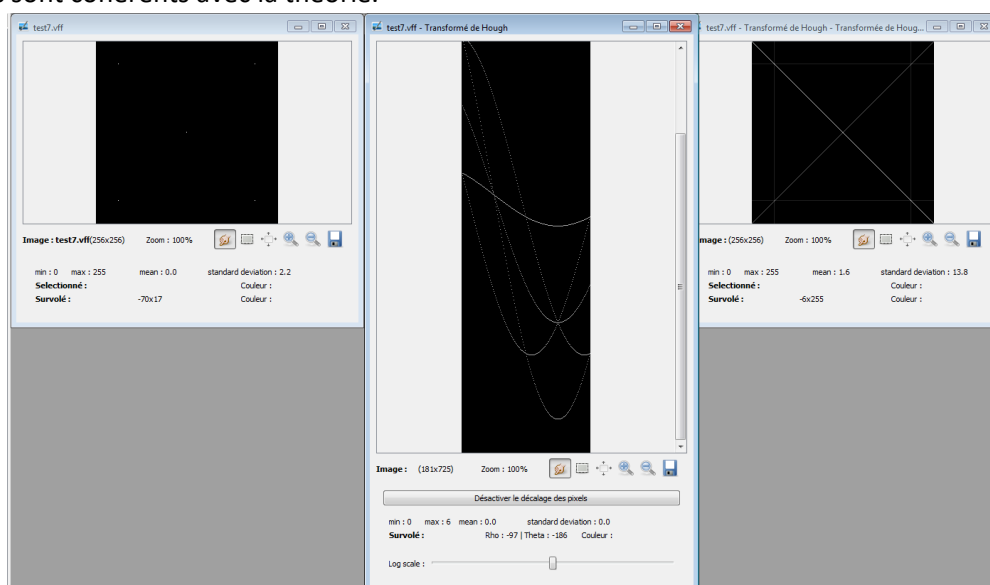 s sont cohérents avec la théorie.
test7.vff
Image : test7.vff(256x256) Zoom : 100%
min : 0 max : 255 mean : 0.0 standard deviation : 2.2
Selectionné : Couleur :
Survolé : -70x17 Couleur :
test7.vff - Transformé de Hough
Image : (181x725) Zoom : 100%
Désactiver le décalage des pixels
min : 0 max : 6 mean : 0.0 standard deviation : 0.0
Survolé : Rho : -97 | Theta : -186 Couleur :
Log scale :
test7.vff - Transformé de Hough - Transformée de Houg...
mage : (256x256) Zoom : 100%
min : 0 max : 255 mean : 1.6 standard deviation : 13.8
Selectionné : Couleur :
Survolé : -6x255 Couleur :